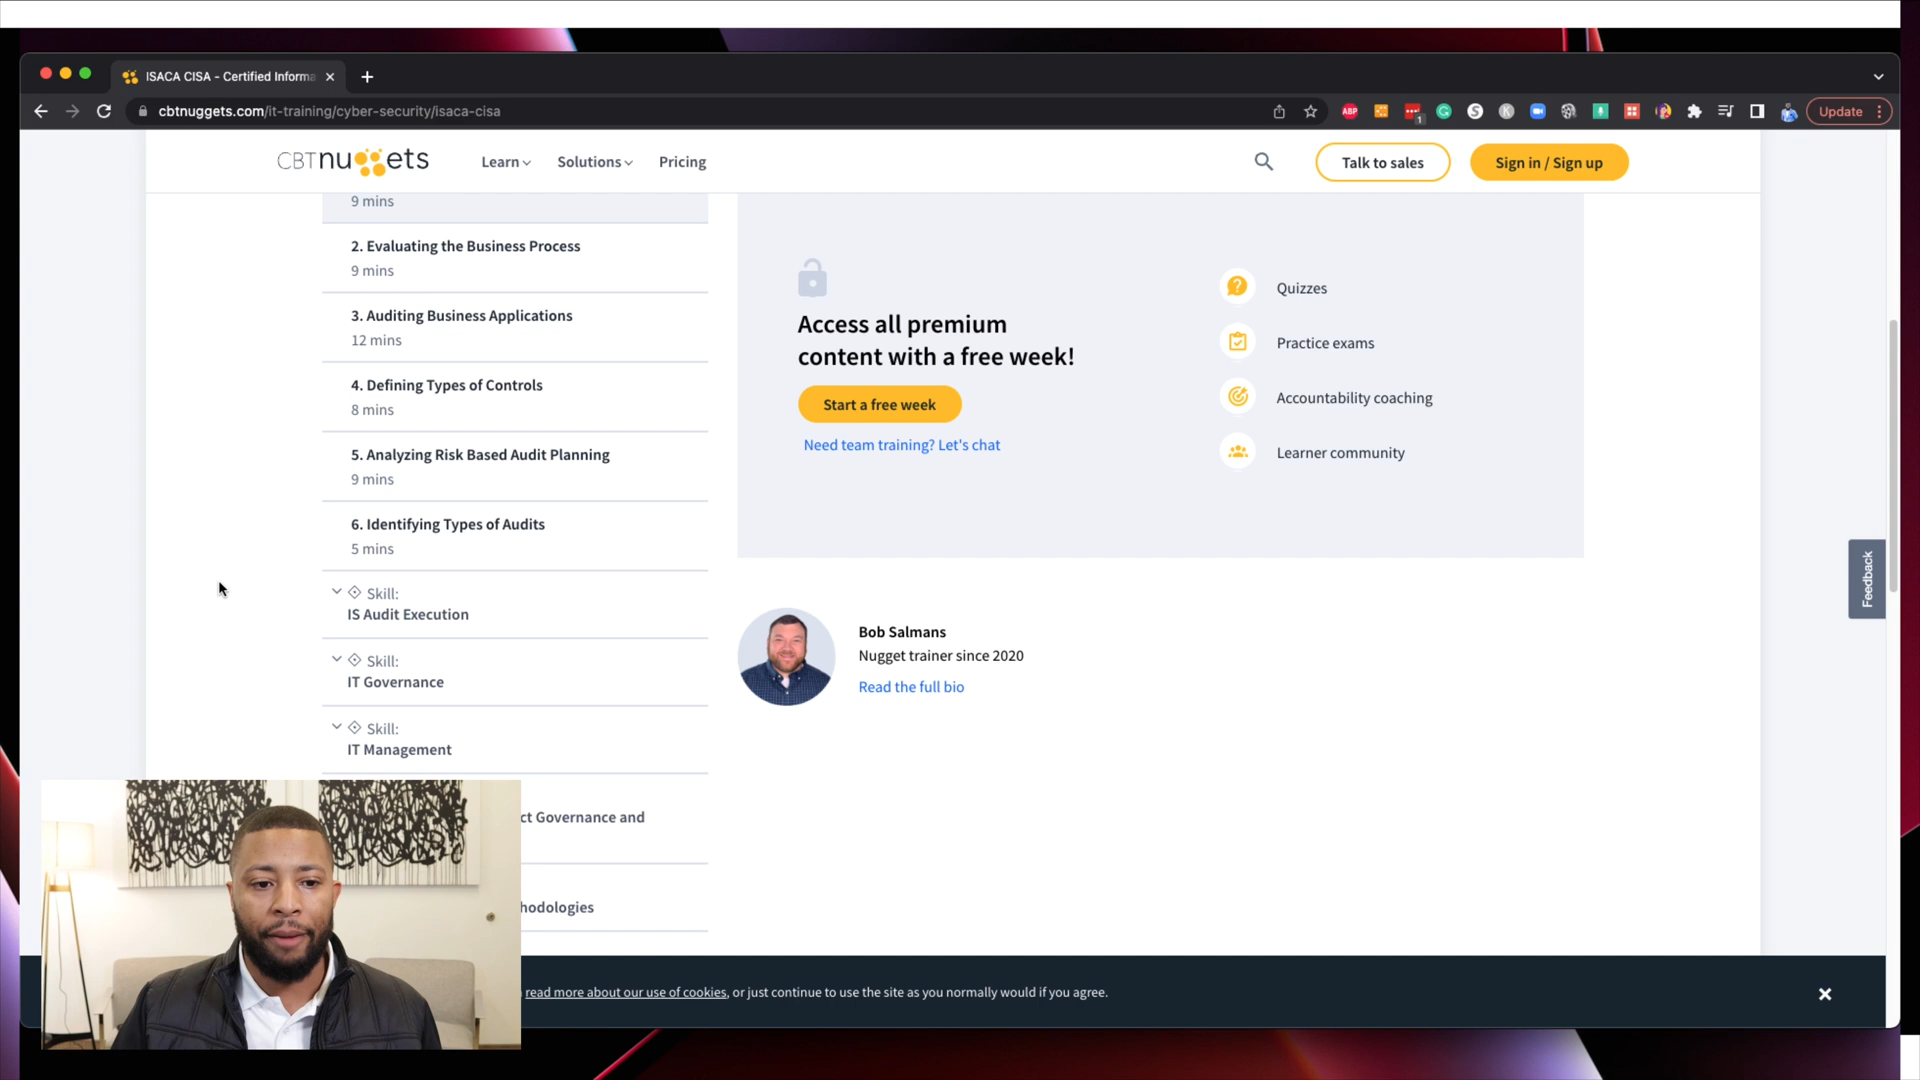 ISACA CISA - Certified Informa
cbtnuggets.com/it-training/cyber-security/isaca-cisa
ABP
1
Update
CBTnuggets
Learn
Solutions
Pricing
Talk to sales
Sign in / Sign up
9 mins
2. Evaluating the Business Process
9 mins
3. Auditing Business Applications
12 mins
4. Defining Types of Controls
8 mins
5. Analyzing Risk Based Audit Planning
9 mins
6. Identifying Types of Audits
5 mins
Skill:
IS Audit Execution
Skill:
IT Governance
Skill:
IT Management
ct Governance and
hodologies
Access all premium
content with a free week!
Start a free week
Need team training? Let's chat
Quizzes
Practice exams
Accountability coaching
Learner community
Bob Salmans
Nugget trainer since 2020
Read the full bio
Feedback
read more about our use of cookies, or just continue to use the site as you normally would if you agree.